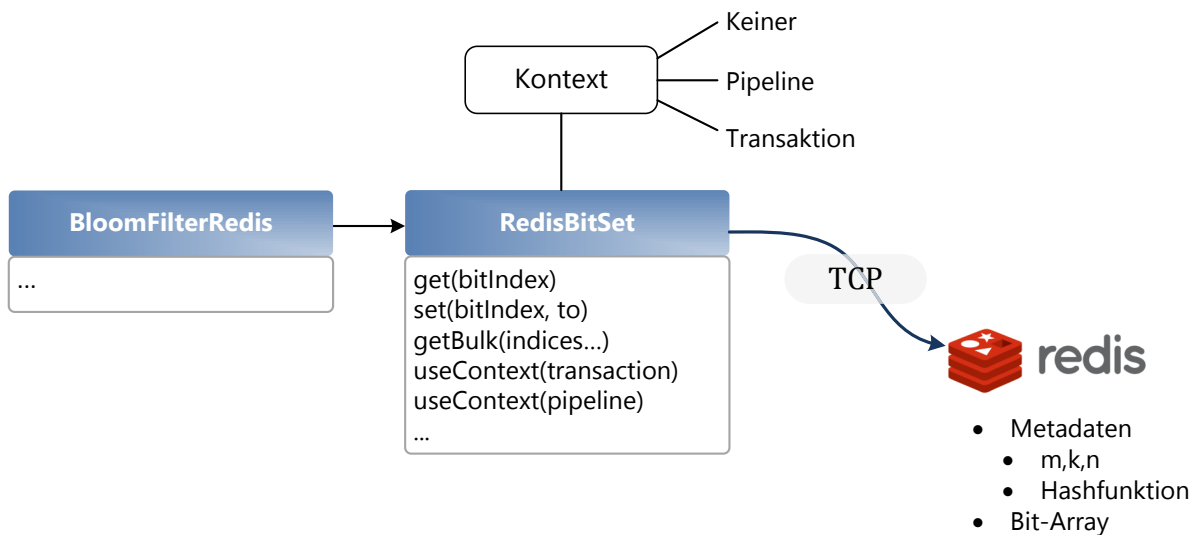 Keiner
Kontext
Pipeline
Transaktion
BloomFilterRedis
...
RedisBitSet
get(bitIndex)
set(bitIndex, to)
getBulk(indices...)
useContext(transaction)
useContext(pipeline)
...
TCP
redis
• Metadaten
• m,k,n
• Hashfunktion
• Bit-Array